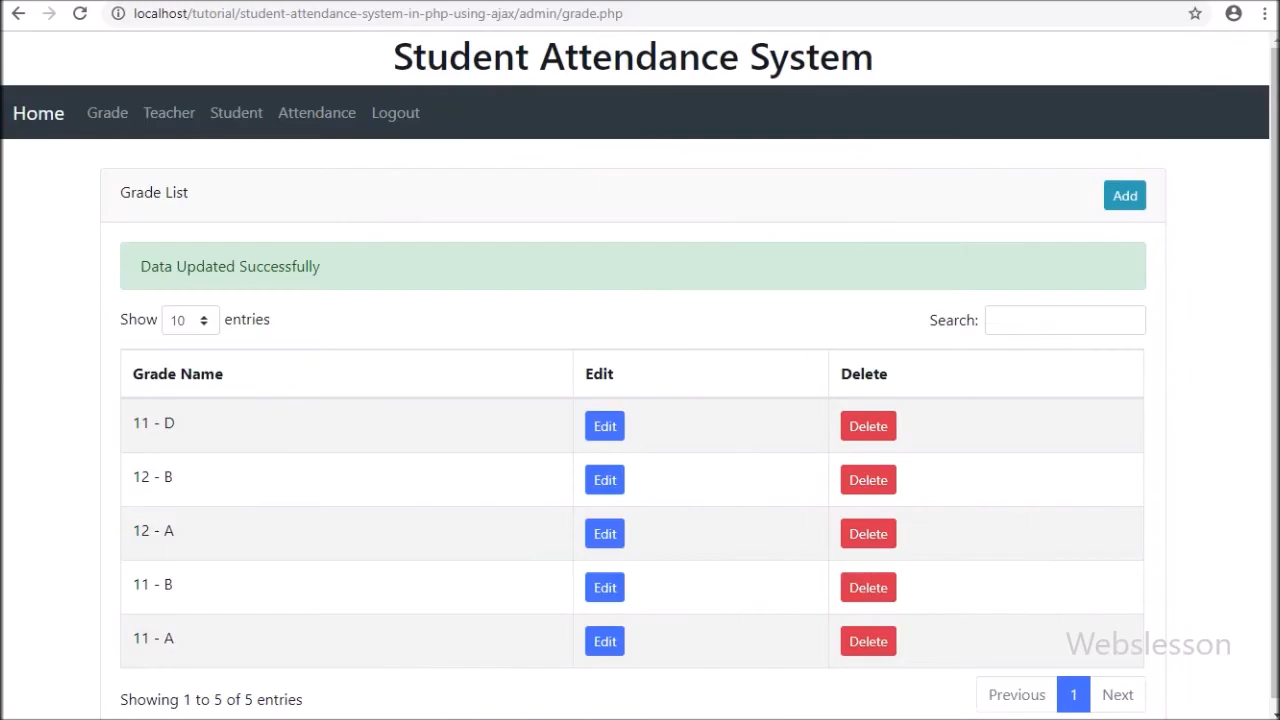 localhost/tutorial/student-attendance-system-in-php-using-ajax/admin/grade.php
Student Attendance System
Home Grade Teacher Student Attendance Logout
Grade List Add
Data Updated Successfully
Show 10 entries Search:
Grade Name Edit Delete
11 - D Edit Delete
12 - B Edit Delete
12 - A Edit Delete
11 - B Edit Delete
11 - A Edit Delete
Webslesson
Showing 1 to 5 of 5 entries Previous 1 Next